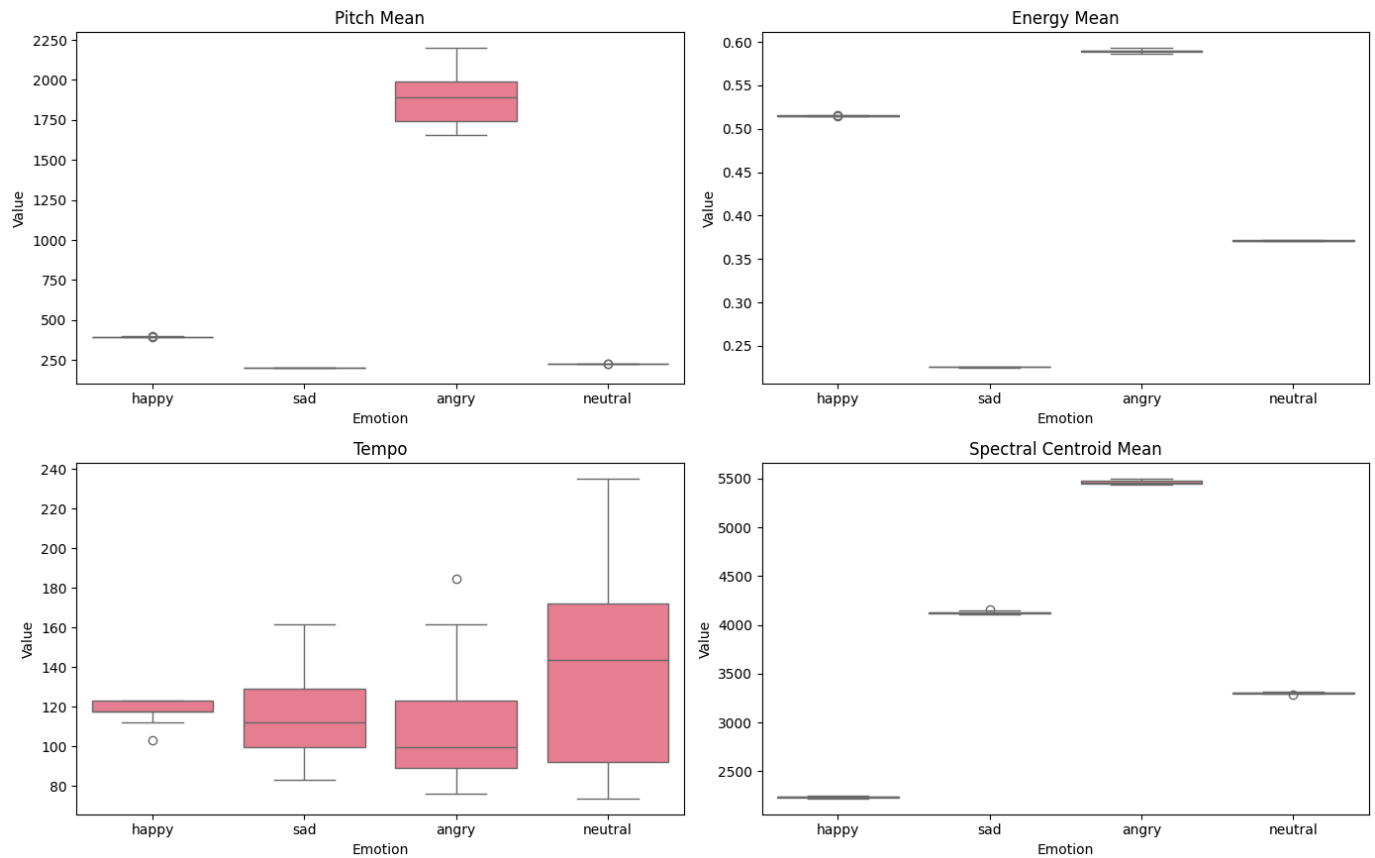 Pitch Mean
Value
2250
2000
1750
1500
1250
1000
750
500
250
happy sad angry neutral
Emotion
Energy Mean
Value
0.60
0.55
0.50
0.45
0.40
0.35
0.30
0.25
happy sad angry neutral
Emotion
Tempo
Value
240
220
200
180
160
140
120
100
80
happy sad angry neutral
Emotion
Spectral Centroid Mean
Value
5500
5000
4500
4000
3500
3000
2500
happy sad angry neutral
Emotion